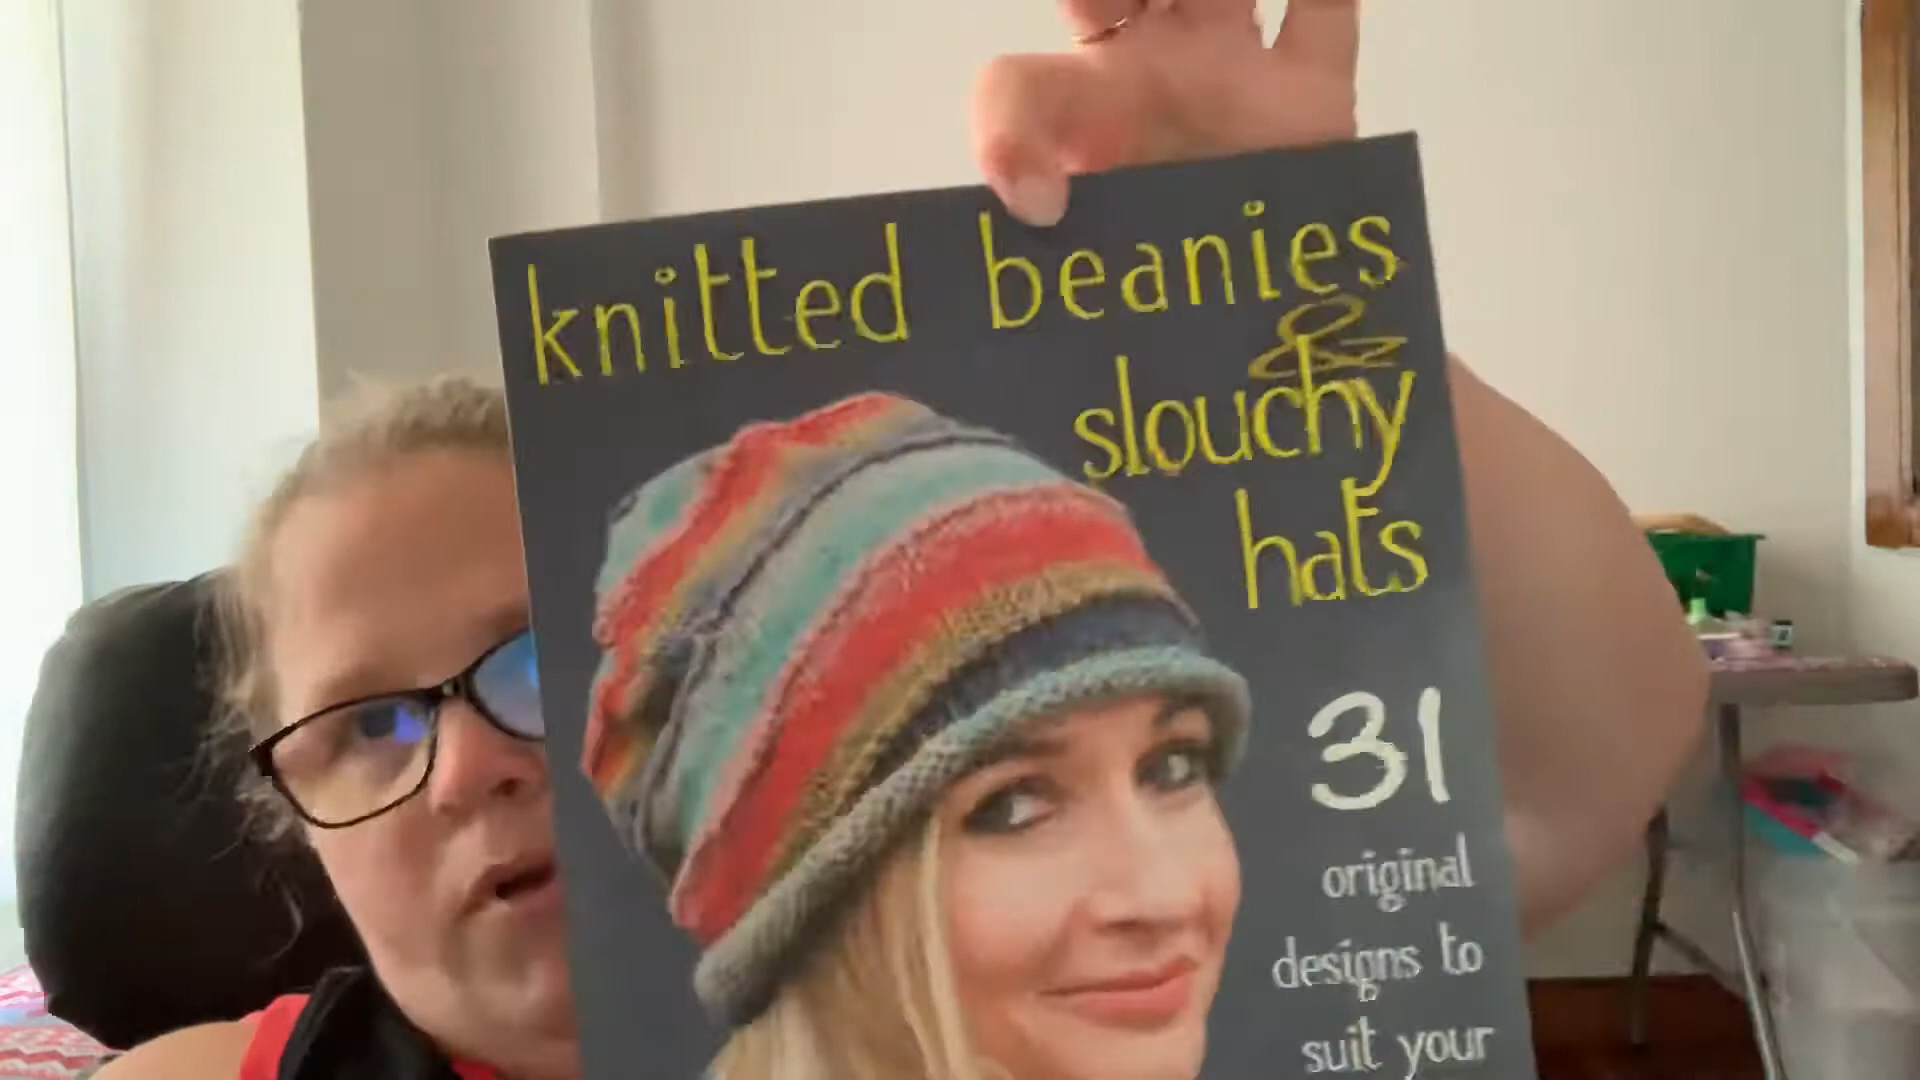 knitted beanies
&
slouchy
hats
31
original
designs to
suit your